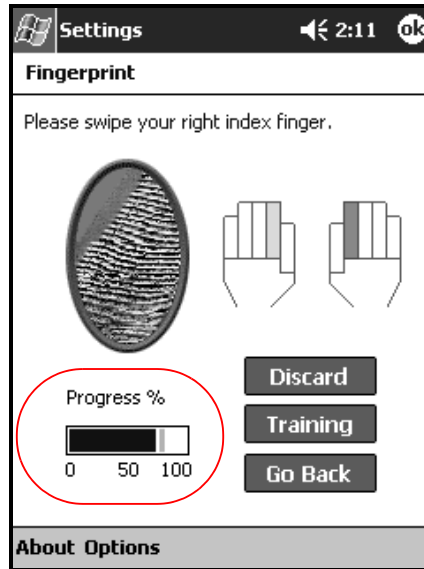 Settings 2:11 ok
Fingerprint
Please swipe your right index finger.
Discard
Progress %
Training
0 50 100
Go Back
About Options